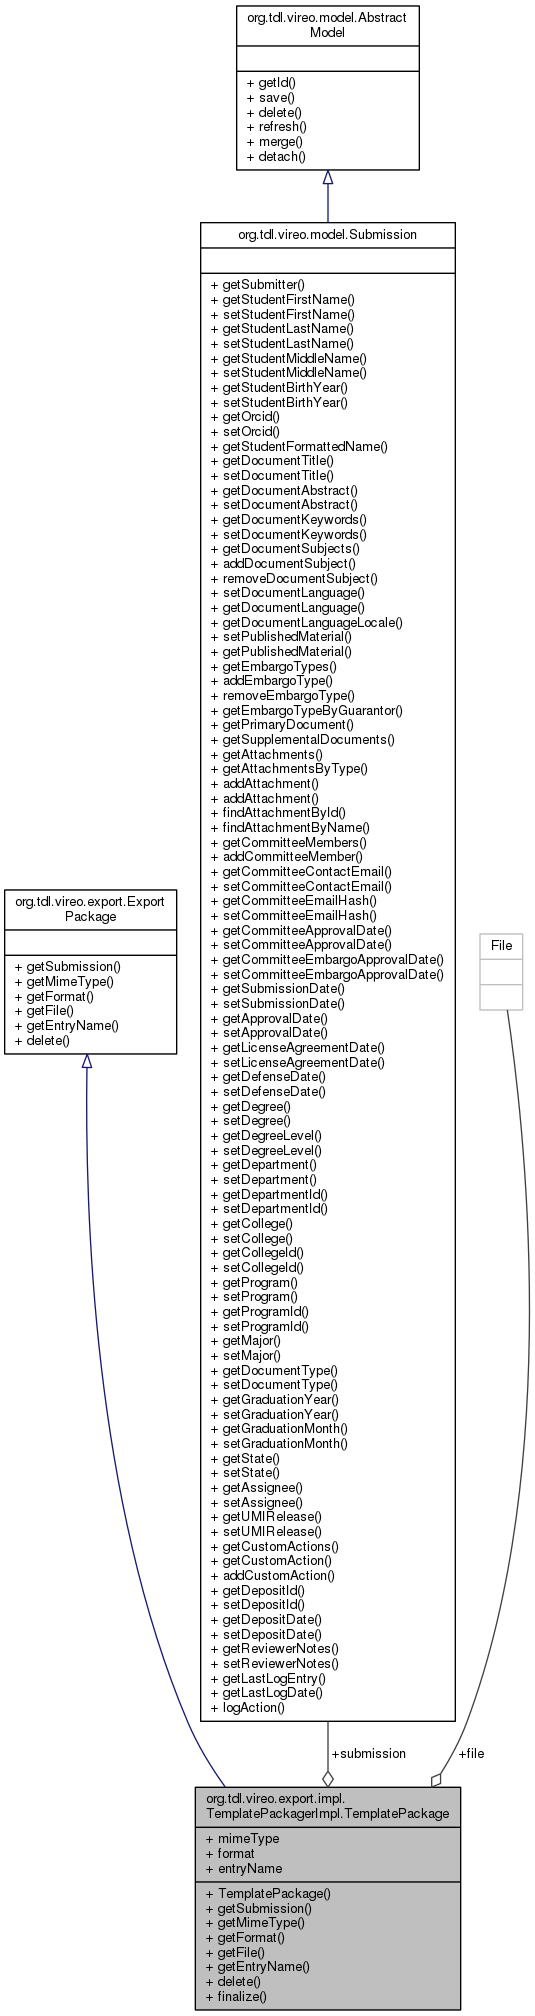 org.tdl.vireo.model.Abstract
Model
+ getId()
+ save()
+ delete()
+ refresh()
+ merge()
+ detach()
org.tdl.vireo.model.Submission
+ getSubmitter()
+ getStudentFirstName()
+ setStudentFirstName()
+ getStudentLastName()
+ setStudentLastName()
+ getStudentMiddleName()
+ setStudentMiddleName()
+ getStudentBirthYear()
+ setStudentBirthYear()
+ getOrcid()
+ setOrcid()
+ getStudentFormattedName()
+ getDocumentTitle()
+ setDocumentTitle()
+ getDocumentAbstract()
+ setDocumentAbstract()
+ getDocumentKeywords()
+ setDocumentKeywords()
+ getDocumentSubjects()
+ addDocumentSubject()
+ removeDocumentSubject()
+ setDocumentLanguage()
+ getDocumentLanguage()
+ getDocumentLanguageLocale()
+ setPublishedMaterial()
+ getPublishedMaterial()
+ getEmbargoTypes()
+ addEmbargoType()
+ removeEmbargoType()
+ getEmbargoTypeByGuarantor()
+ getPrimaryDocument()
+ getSupplementalDocuments()
+ getAttachments()
+ getAttachmentsByType()
+ addAttachment()
+ addAttachment()
+ findAttachmentById()
+ findAttachmentByName()
+ getCommitteeMembers()
+ addCommitteeMember()
+ getCommitteeContactEmail()
+ setCommitteeContactEmail()
+ getCommitteeEmailHash()
+ setCommitteeEmailHash()
+ getCommitteeApprovalDate()
+ setCommitteeApprovalDate()
+ getCommitteeEmbargoApprovalDate()
+ setCommitteeEmbargoApprovalDate()
+ getSubmissionDate()
+ setSubmissionDate()
+ getApprovalDate()
+ setApprovalDate()
+ getLicenseAgreementDate()
+ setLicenseAgreementDate()
+ getDefenseDate()
+ setDefenseDate()
+ getDegree()
+ setDegree()
+ getDegreeLevel()
+ setDegreeLevel()
+ getDepartment()
+ setDepartment()
+ getDepartmentId()
+ setDepartmentId()
+ getCollege()
+ setCollege()
+ getCollegeId()
+ setCollegeId()
+ getProgram()
+ setProgram()
+ getProgramId()
+ setProgramId()
+ getMajor()
+ setMajor()
+ getDocumentType()
+ setDocumentType()
+ getGraduationYear()
+ setGraduationYear()
+ getGraduationMonth()
+ setGraduationMonth()
+ getState()
+ setState()
+ getAssignee()
+ setAssignee()
+ getUMIRelease()
+ setUMIRelease()
+ getCustomActions()
+ getCustomAction()
+ addCustomAction()
+ getDepositId()
+ setDepositId()
+ getDepositDate()
+ setDepositDate()
+ getReviewerNotes()
+ setReviewerNotes()
+ getLastLogEntry()
+ getLastLogDate()
+ logAction()
org.tdl.vireo.export.Export
Package
+ getSubmission()
+ getMimeType()
+ getFormat()
+ getFile()
+ getEntryName()
+ delete()
File
+submission
+file
org.tdl.vireo.export.impl.
TemplatePackagerImpl.TemplatePackage
+ mimeType
+ format
+ entryName
+ TemplatePackage()
+ getSubmission()
+ getMimeType()
+ getFormat()
+ getFile()
+ getEntryName()
+ delete()
+ finalize()